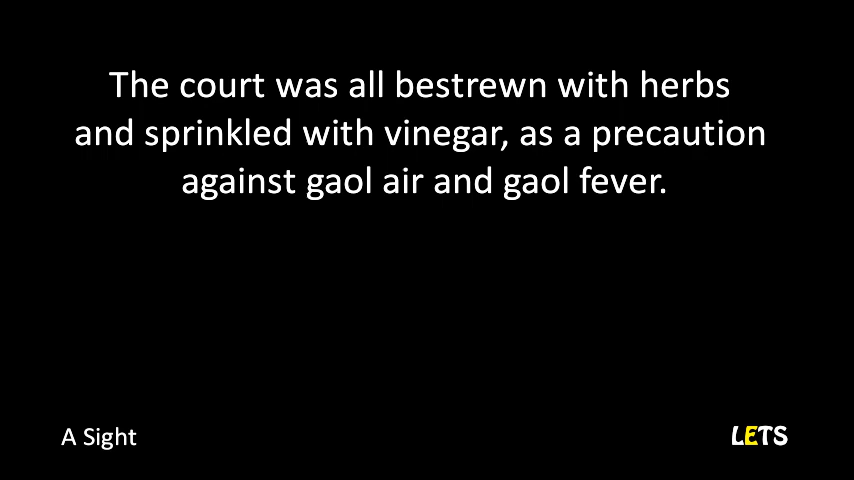 The court was all bestrewn with herbs
and sprinkled with vinegar, as a precaution
against gaol air and gaol fever.
A Sight
LETS